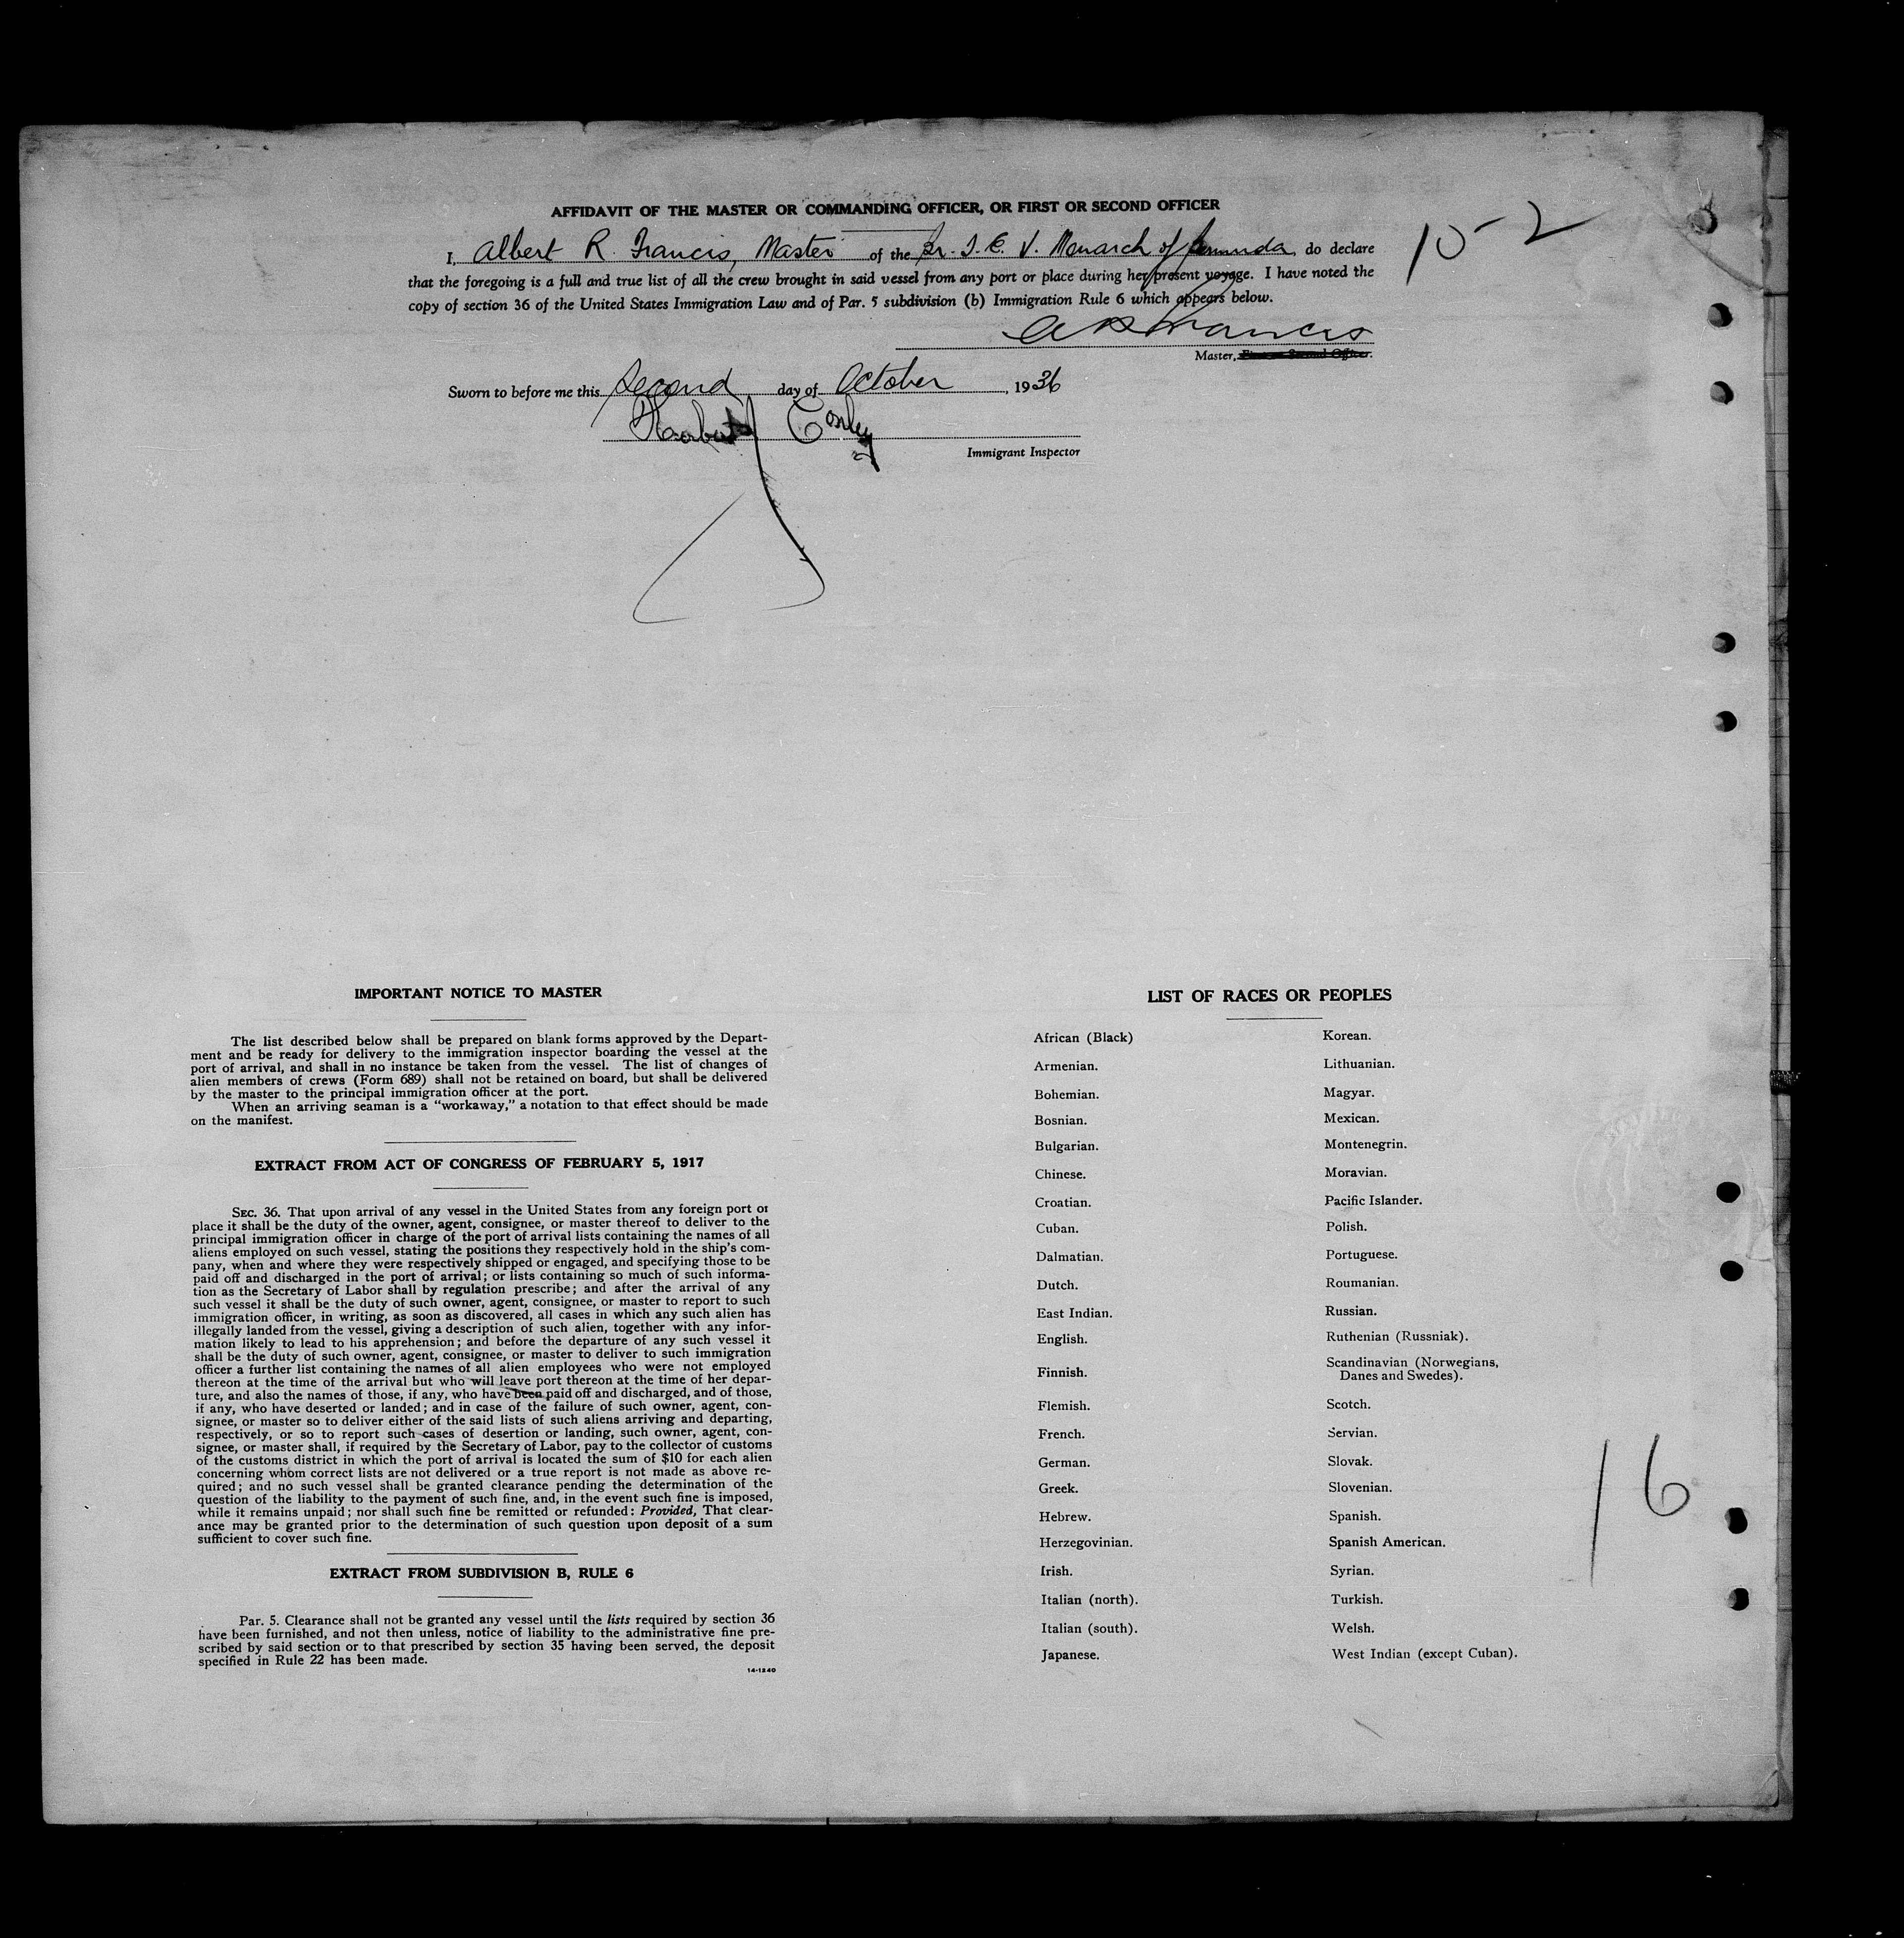 AFFIDAVIT OF THE MASTER OR COMMANDING OFFICER, OR FIRST OR SECOND OFFICER
10-2
I, Albert R. Francis, Master of the Br. T.E.V. Monarch of Bermuda, do declare
that the foregoing is a full and true list of all the crew brought in said vessel from any port or place during her present voyage. I have noted the
copy of section 36 of the United States Immigration Law and of Par. 5 subdivision (b) Immigration Rule 6 which appears below.
A R Francis
Master, First or Second Officer.
Sworn to before me this second day of October, 1936
Immigrant Inspector
IMPORTANT NOTICE TO MASTER
The list described below shall be prepared on blank forms approved by the Depart-
ment and be ready for delivery to the immigration inspector boarding the vessel at the
port of arrival, and shall in no instance be taken from the vessel. The list of changes of
alien members of crews (Form 689) shall not be retained on board, but shall be delivered
by the master to the principal immigration officer at the port.
When an arriving seaman is a "workaway," a notation to that effect should be made
on the manifest.
EXTRACT FROM ACT OF CONGRESS OF FEBRUARY 5, 1917
SEC. 36. That upon arrival of any vessel in the United States from any foreign port or
place it shall be the duty of the owner, agent, consignee, or master thereof to deliver to the
principal immigration officer in charge of the port of arrival lists containing the names of all
aliens employed on such vessel, stating the positions they respectively hold in the ship's com-
pany, when and where they were respectively shipped or engaged, and specifying those to be
paid off and discharged in the port of arrival; or lists containing so much of such informa-
tion as the Secretary of Labor shall by regulation prescribe; and after the arrival of any
such vessel it shall be the duty of such owner, agent, consignee, or master to report to such
immigration officer, in writing, as soon as discovered, all cases in which any such alien has
illegally landed from the vessel, giving a description of such alien, together with any infor-
mation likely to lead to his apprehension; and before the departure of any such vessel it
shall be the duty of such owner, agent, consignee, or master to deliver to such immigration
officer a further list containing the names of all alien employees who were not employed
thereon at the time of the arrival but who will leave port thereon at the time of her depar-
ture, and also the names of those, if any, who have been paid off and discharged, and of those,
if any, who have deserted or landed; and in case of the failure of such owner, agent, con-
signee, or master so to deliver either of the said lists of such aliens arriving and departing,
respectively, or so to report such cases of desertion or landing, such owner, agent, con-
signee, or master shall, if required by the Secretary of Labor, pay to the collector of customs
of the customs district in which the port of arrival is located the sum of $10 for each alien
concerning whom correct lists are not delivered or a true report is not made as above re-
quired; and no such vessel shall be granted clearance pending the determination of the
question of the liability to the payment of such fine, and, in the event such fine is imposed,
while it remains unpaid; nor shall such fine be remitted or refunded: Provided, That clear-
ance may be granted prior to the determination of such question upon deposit of a sum
sufficient to cover such fine.
EXTRACT FROM SUBDIVISION B, RULE 6
Par. 5. Clearance shall not be granted any vessel until the lists required by section 36
have been furnished, and not then unless, notice of liability to the administrative fine pre-
scribed by said section or to that prescribed by section 35 having been served, the deposit
specified in Rule 22 has been made.
14-1240
LIST OF RACES OR PEOPLES
African (Black)
Armenian.
Bohemian.
Bosnian.
Bulgarian.
Chinese.
Croatian.
Cuban.
Dalmatian.
Dutch.
East Indian.
English.
Finnish.
Flemish.
French.
German.
Greek.
Hebrew.
Herzegovinian.
Irish.
Italian (north).
Italian (south).
Japanese.
Korean.
Lithuanian.
Magyar.
Mexican.
Montenegrin.
Moravian.
Pacific Islander.
Polish.
Portuguese.
Roumanian.
Russian.
Ruthenian (Russniak).
Scandinavian (Norwegians,
Danes and Swedes).
Scotch.
Servian.
Slovak.
Slovenian.
Spanish.
Spanish American.
Syrian.
Turkish.
Welsh.
West Indian (except Cuban).
16